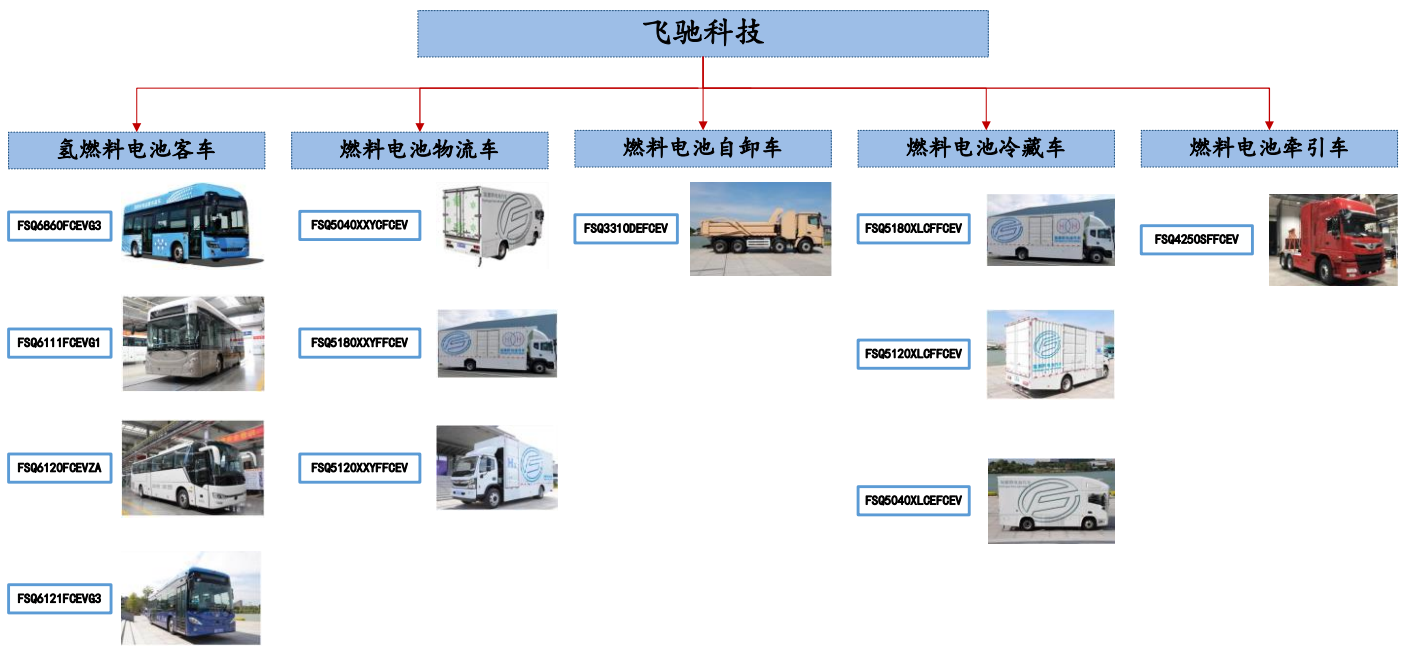 飞驰科技
氢燃料电池客车
燃料电池物流车
燃料电池自卸车
燃料电池冷藏车
燃料电池牵引车
FSQ6860FCEVG3
FSQ5040XXYCFCEV
FSQ3310DEFCEV
FSQ5180XLCFFCEV
FSQ4250SFFCEV
FSQ6111FCEVG1
FSQ5180XXYFFCEV
FSQ5120XLCFFCEV
FSQ6120FCEVZA
FSQ5120XXYFFCEV
FSQ5040XLCEFCEV
FSQ6121FCEVG3